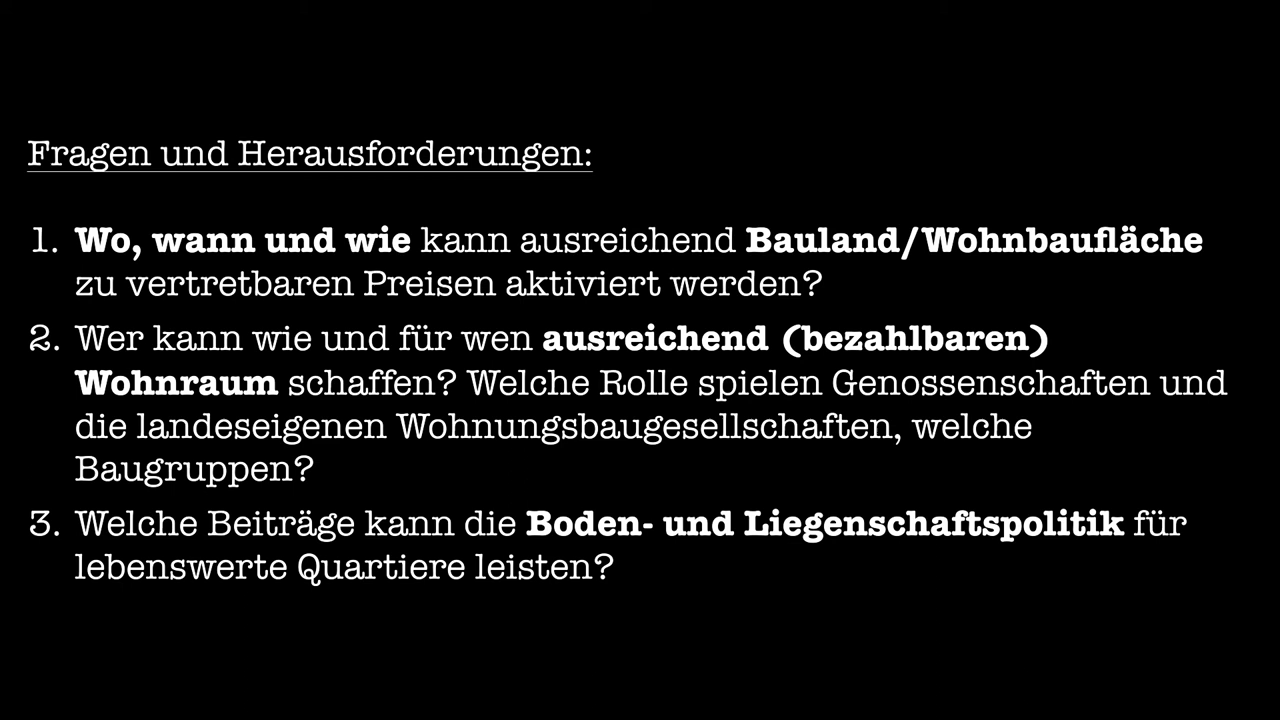 Fragen und Herausforderungen:
1. Wo, wann und wie kann ausreichend Bauland/Wohnbaufläche
zu vertretbaren Preisen aktiviert werden?
2. Wer kann wie und für wen ausreichend (bezahlbaren)
Wohnraum schaffen? Welche Rolle spielen Genossenschaften und
die landeseigenen Wohnungsbaugesellschaften, welche
Baugruppen?
3. Welche Beiträge kann die Boden- und Liegenschaftspolitik für
lebenswerte Quartiere leisten?